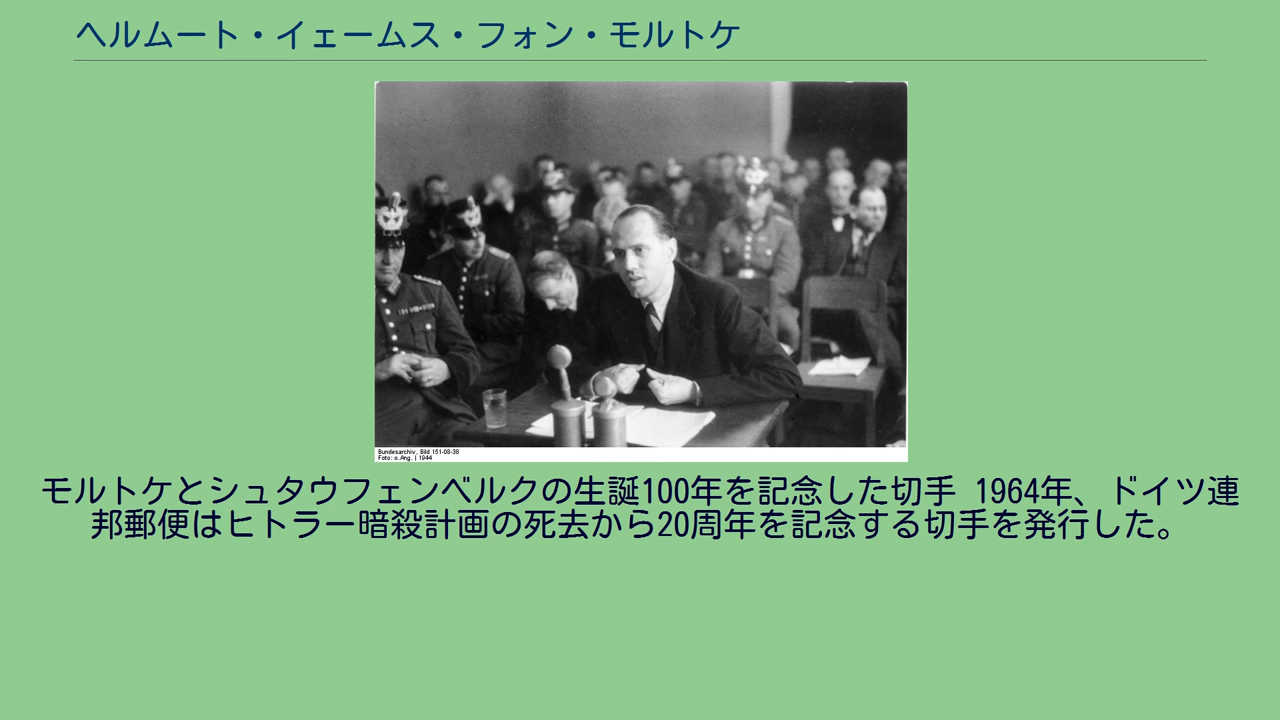 ヘルムート・イェームス・フォン・モルトケ
Bundesarchiv, Bild 151-08-38
Foto: o.Ang. | 1944
モルトケとシュタウフェンベルクの生誕100年を記念した切手 1964年、ドイツ連
邦郵便はヒトラー暗殺計画の死去から20周年を記念する切手を発行した。